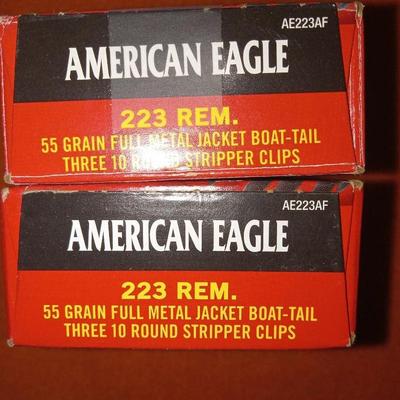 AE223AF
AMERICAN EAGLE
223 REM.
55 GRAIN FULL METAL JACKET BOAT-TAIL
THREE 10 ROUND STRIPPER CLIPS
AE223AF
AMERICAN EAGLE
223 REM.
55 GRAIN FULL METAL JACKET BOAT-TAIL
THREE 10 ROUND STRIPPER CLIPS